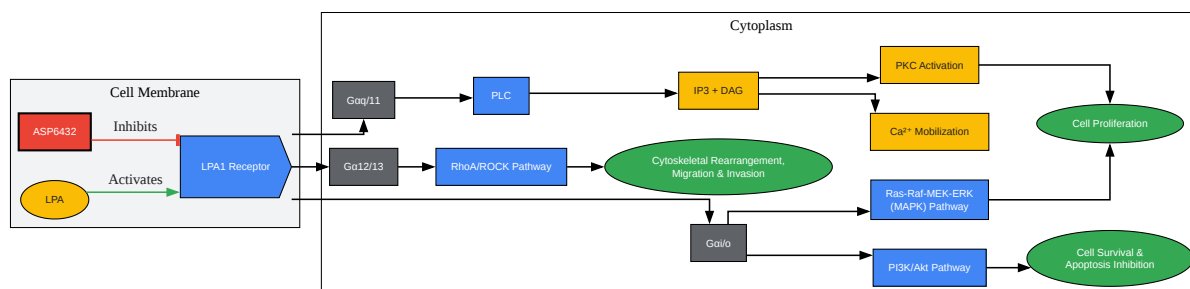 Cytoplasm
Cell Membrane
ASP6432
Inhibits
LPA1 Receptor
Activates
LPA
Gαq/11
PLC
IP3 + DAG
PKC Activation
Ca²⁺ Mobilization
Cell Proliferation
Gα12/13
RhoA/ROCK Pathway
Cytoskeletal Rearrangement,
Migration & Invasion
Gαi/o
Ras-Raf-MEK-ERK
(MAPK) Pathway
PI3K/Akt Pathway
Cell Survival &
Apoptosis Inhibition